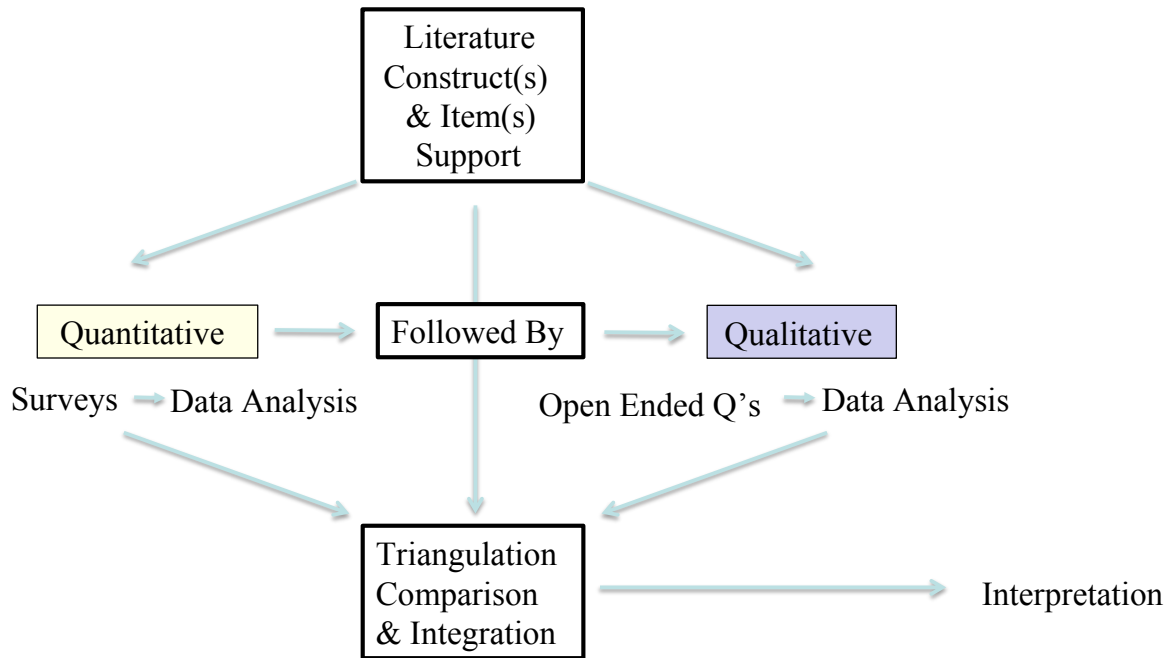 Literature
Construct(s)
& Item(s)
Support
Quantitative
Followed By
Qualitative
Surveys
Data Analysis
Open Ended Q’s
Data Analysis
Triangulation
Comparison
& Integration
Interpretation